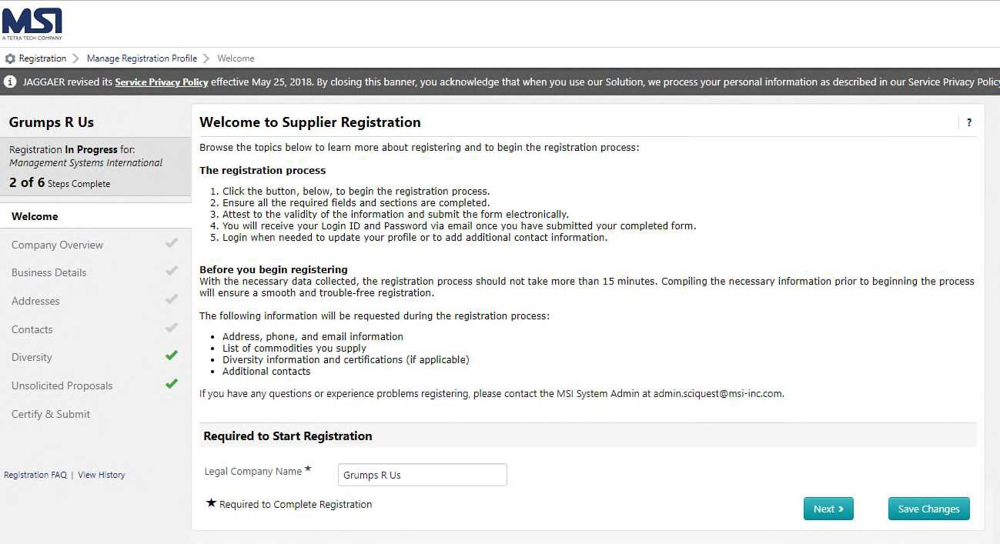 MSI
A TETRA TECH COMPANY
Registration > Manage Registration Profile > Welcome
JAGGAER revised its Service Privacy Policy effective May 25, 2018. By closing this banner, you acknowledge that when you use our Solution, we process your personal information as described in our Service Privacy Policy
Grumps R Us
Registration In Progress for:
Management Systems International
2 of 6 Steps Complete
Welcome
Company Overview
Business Details
Addresses
Contacts
Diversity
Unsolicited Proposals
Certify & Submit
Registration FAQ | View History
Welcome to Supplier Registration
?
Browse the topics below to learn more about registering and to begin the registration process:
The registration process
1. Click the button, below, to begin the registration process.
2. Ensure all the required fields and sections are completed.
3. Attest to the validity of the information and submit the form electronically.
4. You will receive your Login ID and Password via email once you have submitted your completed form.
5. Login when needed to update your profile or to add additional contact information.
Before you begin registering
With the necessary data collected, the registration process should not take more than 15 minutes. Compiling the necessary information prior to beginning the process
will ensure a smooth and trouble-free registration.
The following information will be requested during the registration process:
• Address, phone, and email information
• List of commodities you supply
• Diversity information and certifications (if applicable)
• Additional contacts
If you have any questions or experience problems registering, please contact the MSI System Admin at admin.sciquest@msi-inc.com.
Required to Start Registration
Legal Company Name ★
Grumps R Us
★ Required to Complete Registration
Next >
Save Changes